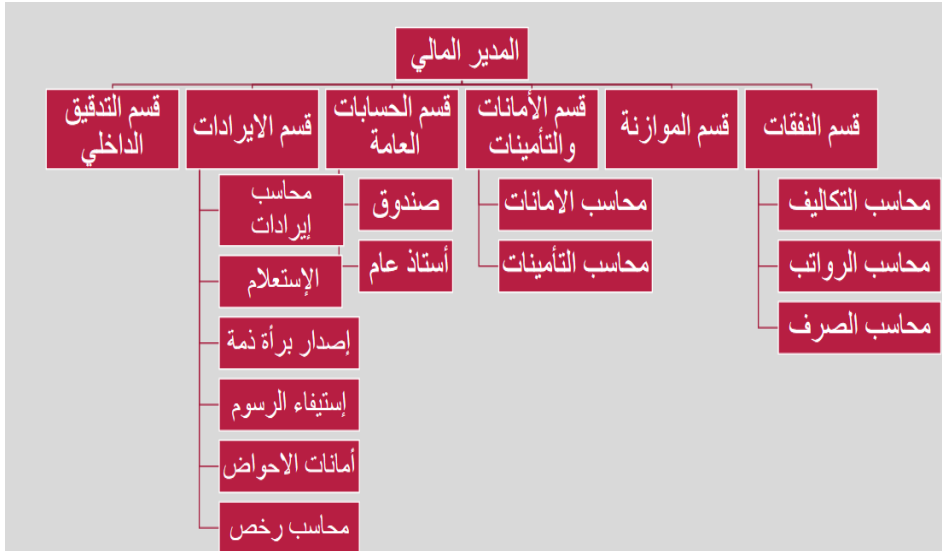 المدير المالي
قسم النفقات
قسم الموازنة
قسم الأمانات
والتأمينات
قسم الحسابات
العامة
قسم الايرادات
قسم التدقيق
الداخلي
محاسب التكاليف
محاسب الرواتب
محاسب الصرف
محاسب الامانات
محاسب التأمينات
صندوق
أستاذ عام
محاسب
إيرادات
الإستعلام
إصدار برأة ذمة
إستيفاء الرسوم
أمانات الاحواض
محاسب رخص